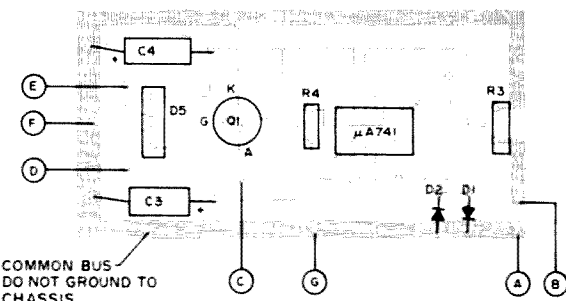 C4
+
E
K
R4
R3
D5
G
Q1
μA741
F
A
D
D2 D1
C3
+
COMMON BUS
DO NOT GROUND TO
CHASSIS
C
G
A
B